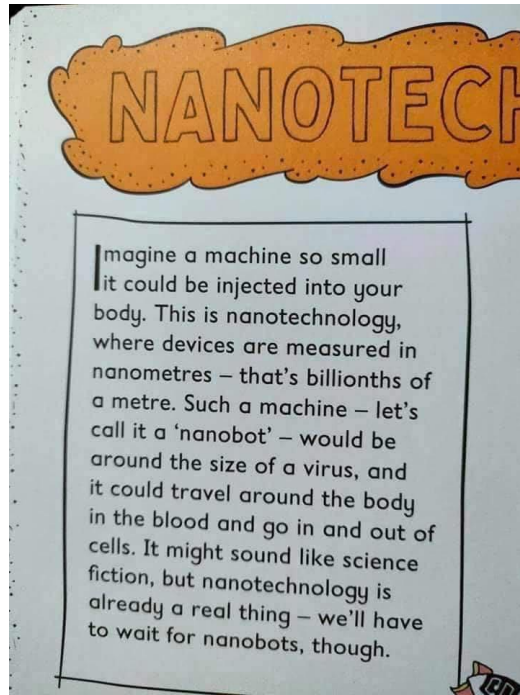 NANOTECH
Imagine a machine so small
it could be injected into your
body. This is nanotechnology,
where devices are measured in
nanometres – that's billionths of
a metre. Such a machine – let's
call it a 'nanobot' – would be
around the size of a virus, and
it could travel around the body
in the blood and go in and out of
cells. It might sound like science
fiction, but nanotechnology is
already a real thing – we'll have
to wait for nanobots, though.